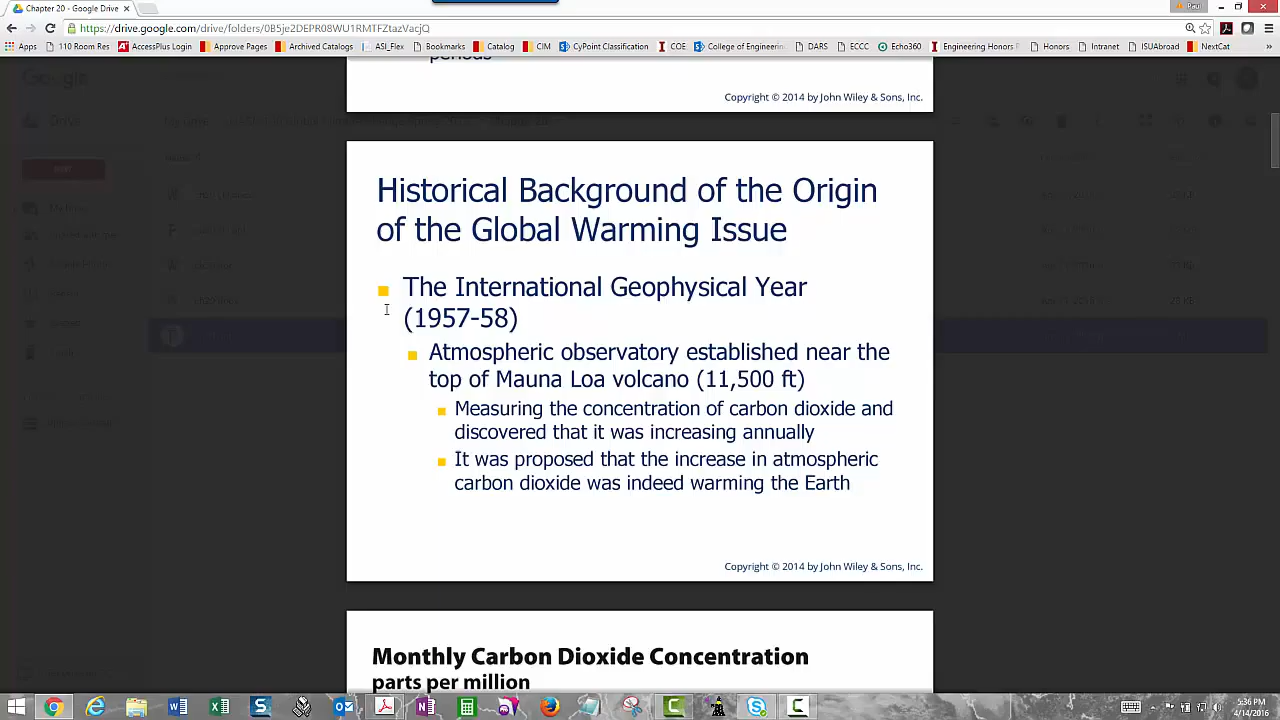 Chapter 20 - Google Drive
Paul
https://drive.google.com/drive/folders/0B5je2DEPR08WU1RMTFZtazVacjQ
Apps 110 Room Res AccessPlus Login Approve Pages Archived Catalogs ASI_Flex Bookmarks Catalog CIM CyPoint Classification COE College of Engineerin DMPS ECCC Echo360 Engineering Honors F Honors Intranet ISUAbroad NextCat
periods
Copyright © 2014 by John Wiley & Sons, Inc.
Historical Background of the Origin
of the Global Warming Issue
The International Geophysical Year
(1957-58)
Atmospheric observatory established near the
top of Mauna Loa volcano (11,500 ft)
Measuring the concentration of carbon dioxide and
discovered that it was increasing annually
It was proposed that the increase in atmospheric
carbon dioxide was indeed warming the Earth
Copyright © 2014 by John Wiley & Sons, Inc.
Monthly Carbon Dioxide Concentration
parts per million
5:36 PM
4/14/2016